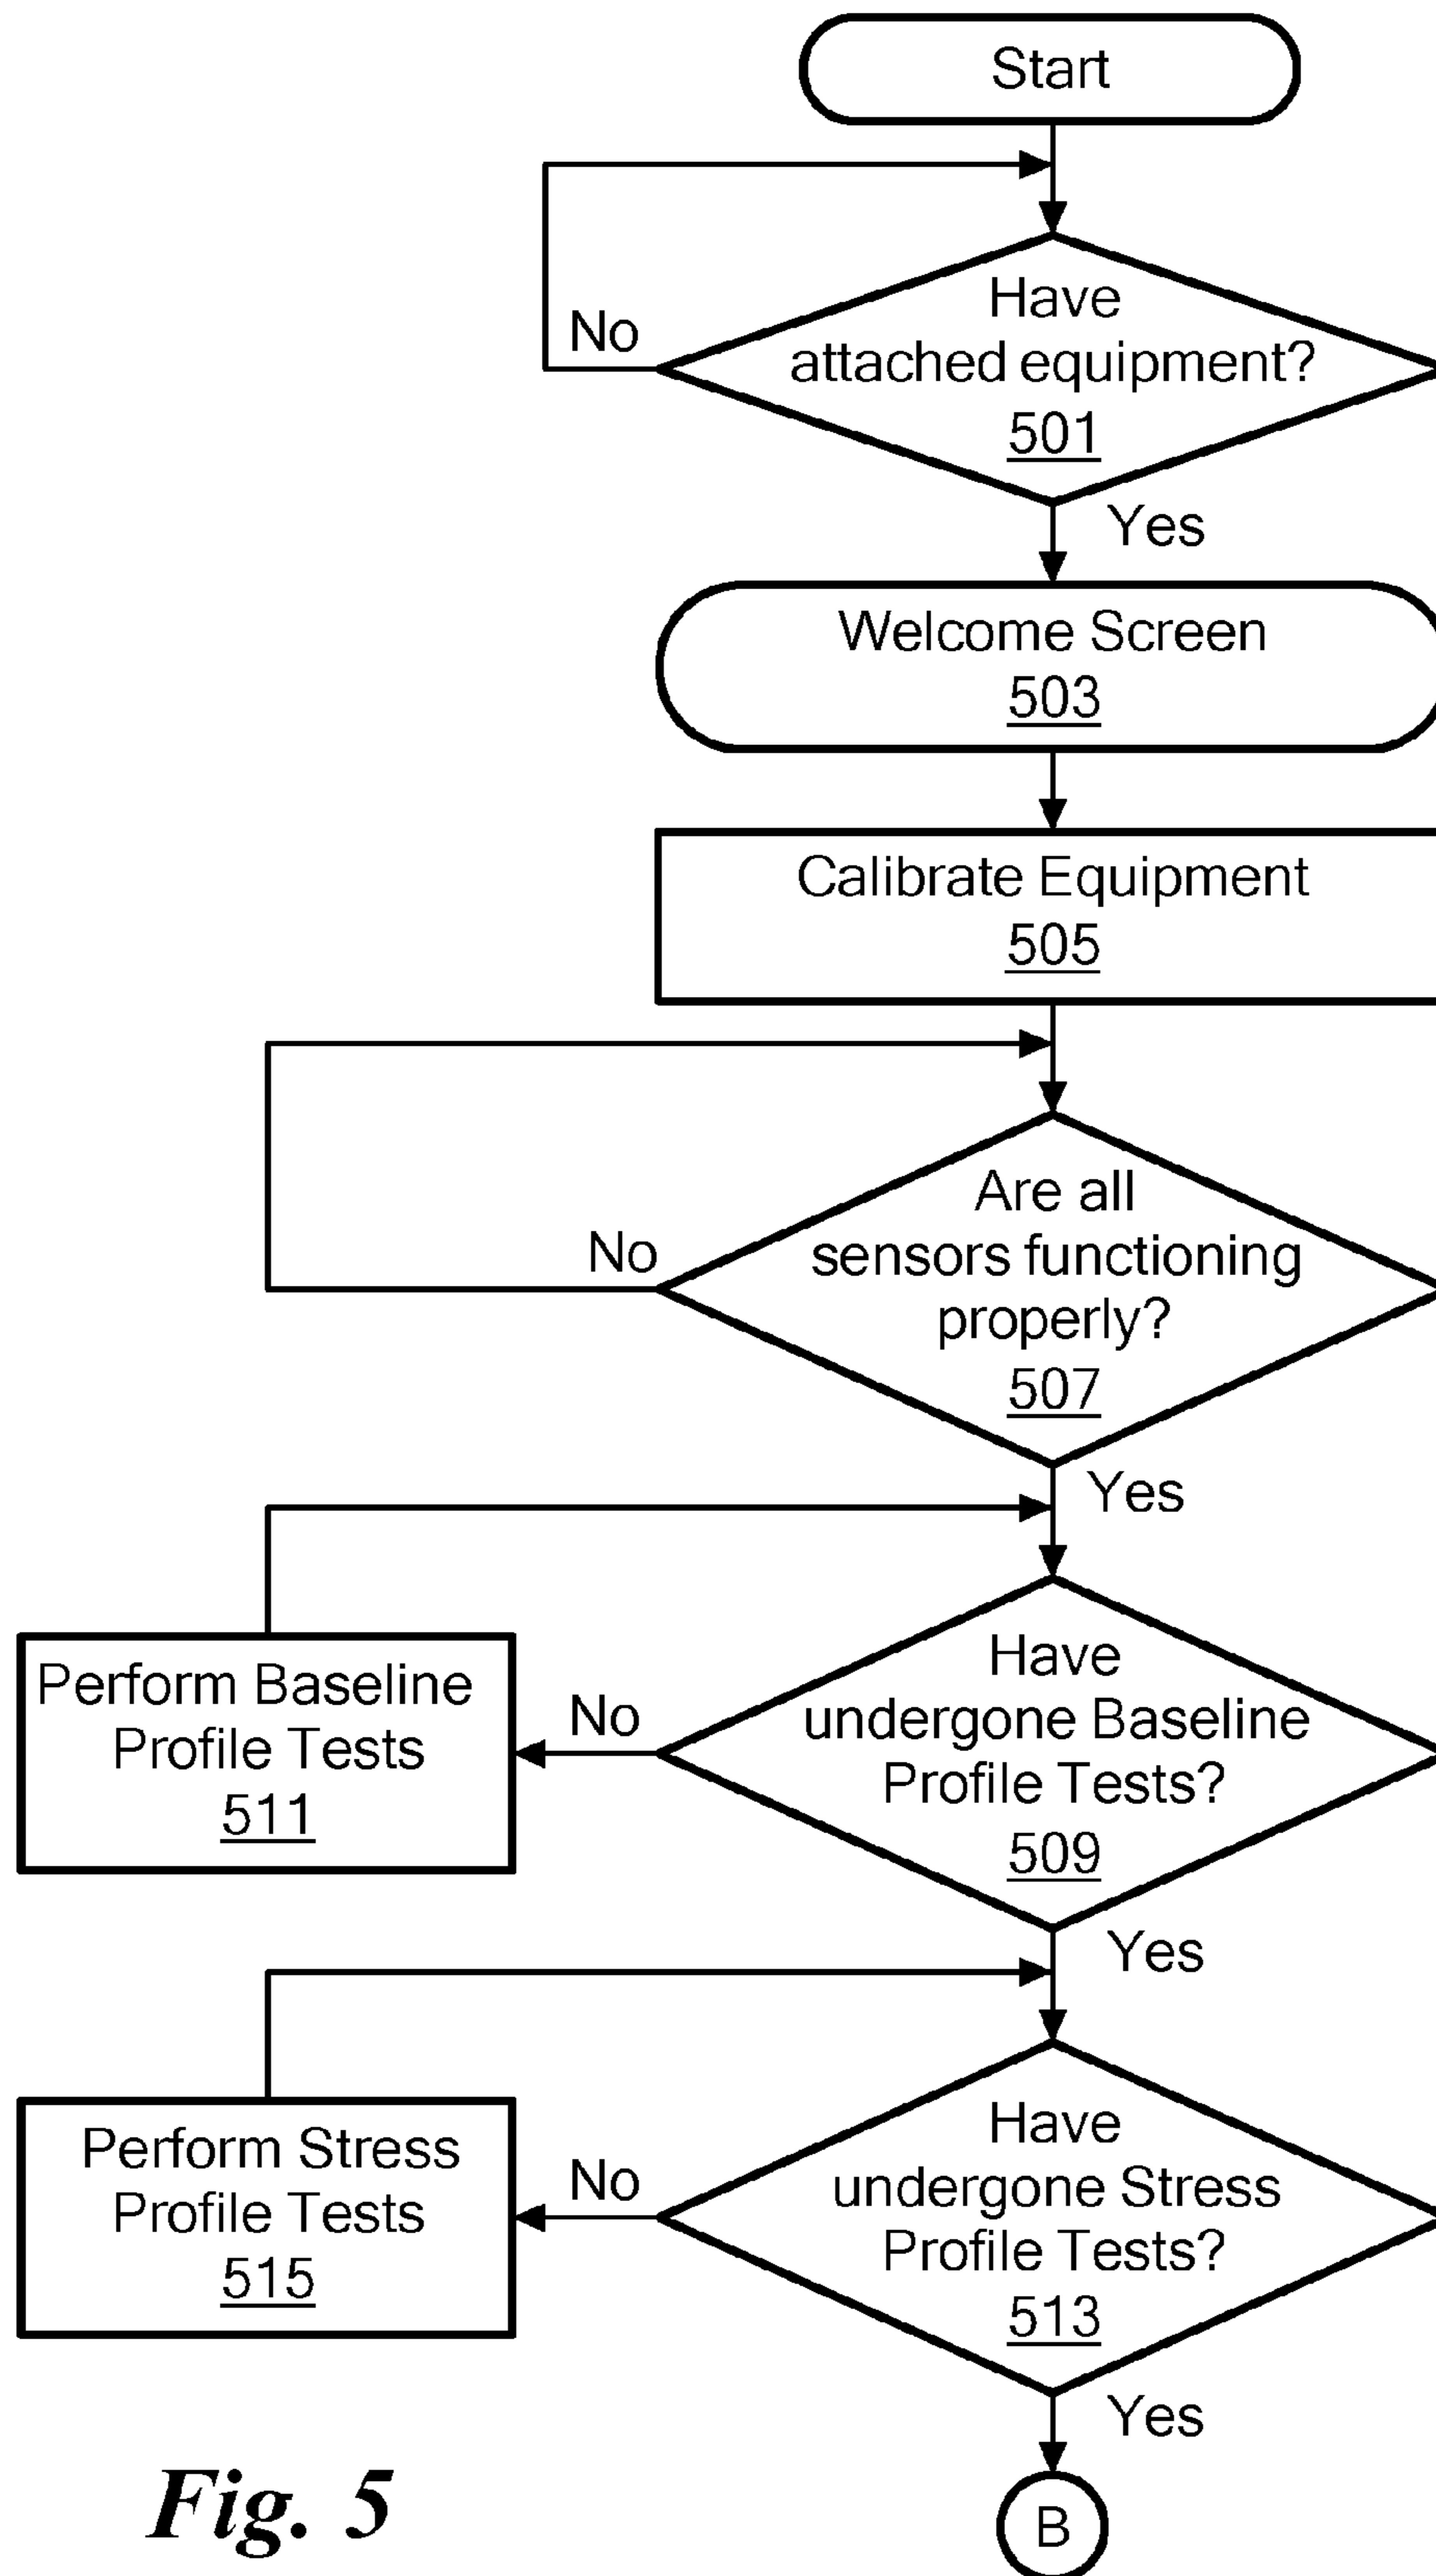 Start
Have
attached equipment?
501
No
Yes
Welcome Screen
503
Calibrate Equipment
505
Are all
sensors functioning
properly?
507
No
Yes
Have
undergone Baseline
Profile Tests?
509
No
Perform Baseline
Profile Tests
511
Yes
Have
undergone Stress
Profile Tests?
513
No
Perform Stress
Profile Tests
515
Yes
B
Fig. 5